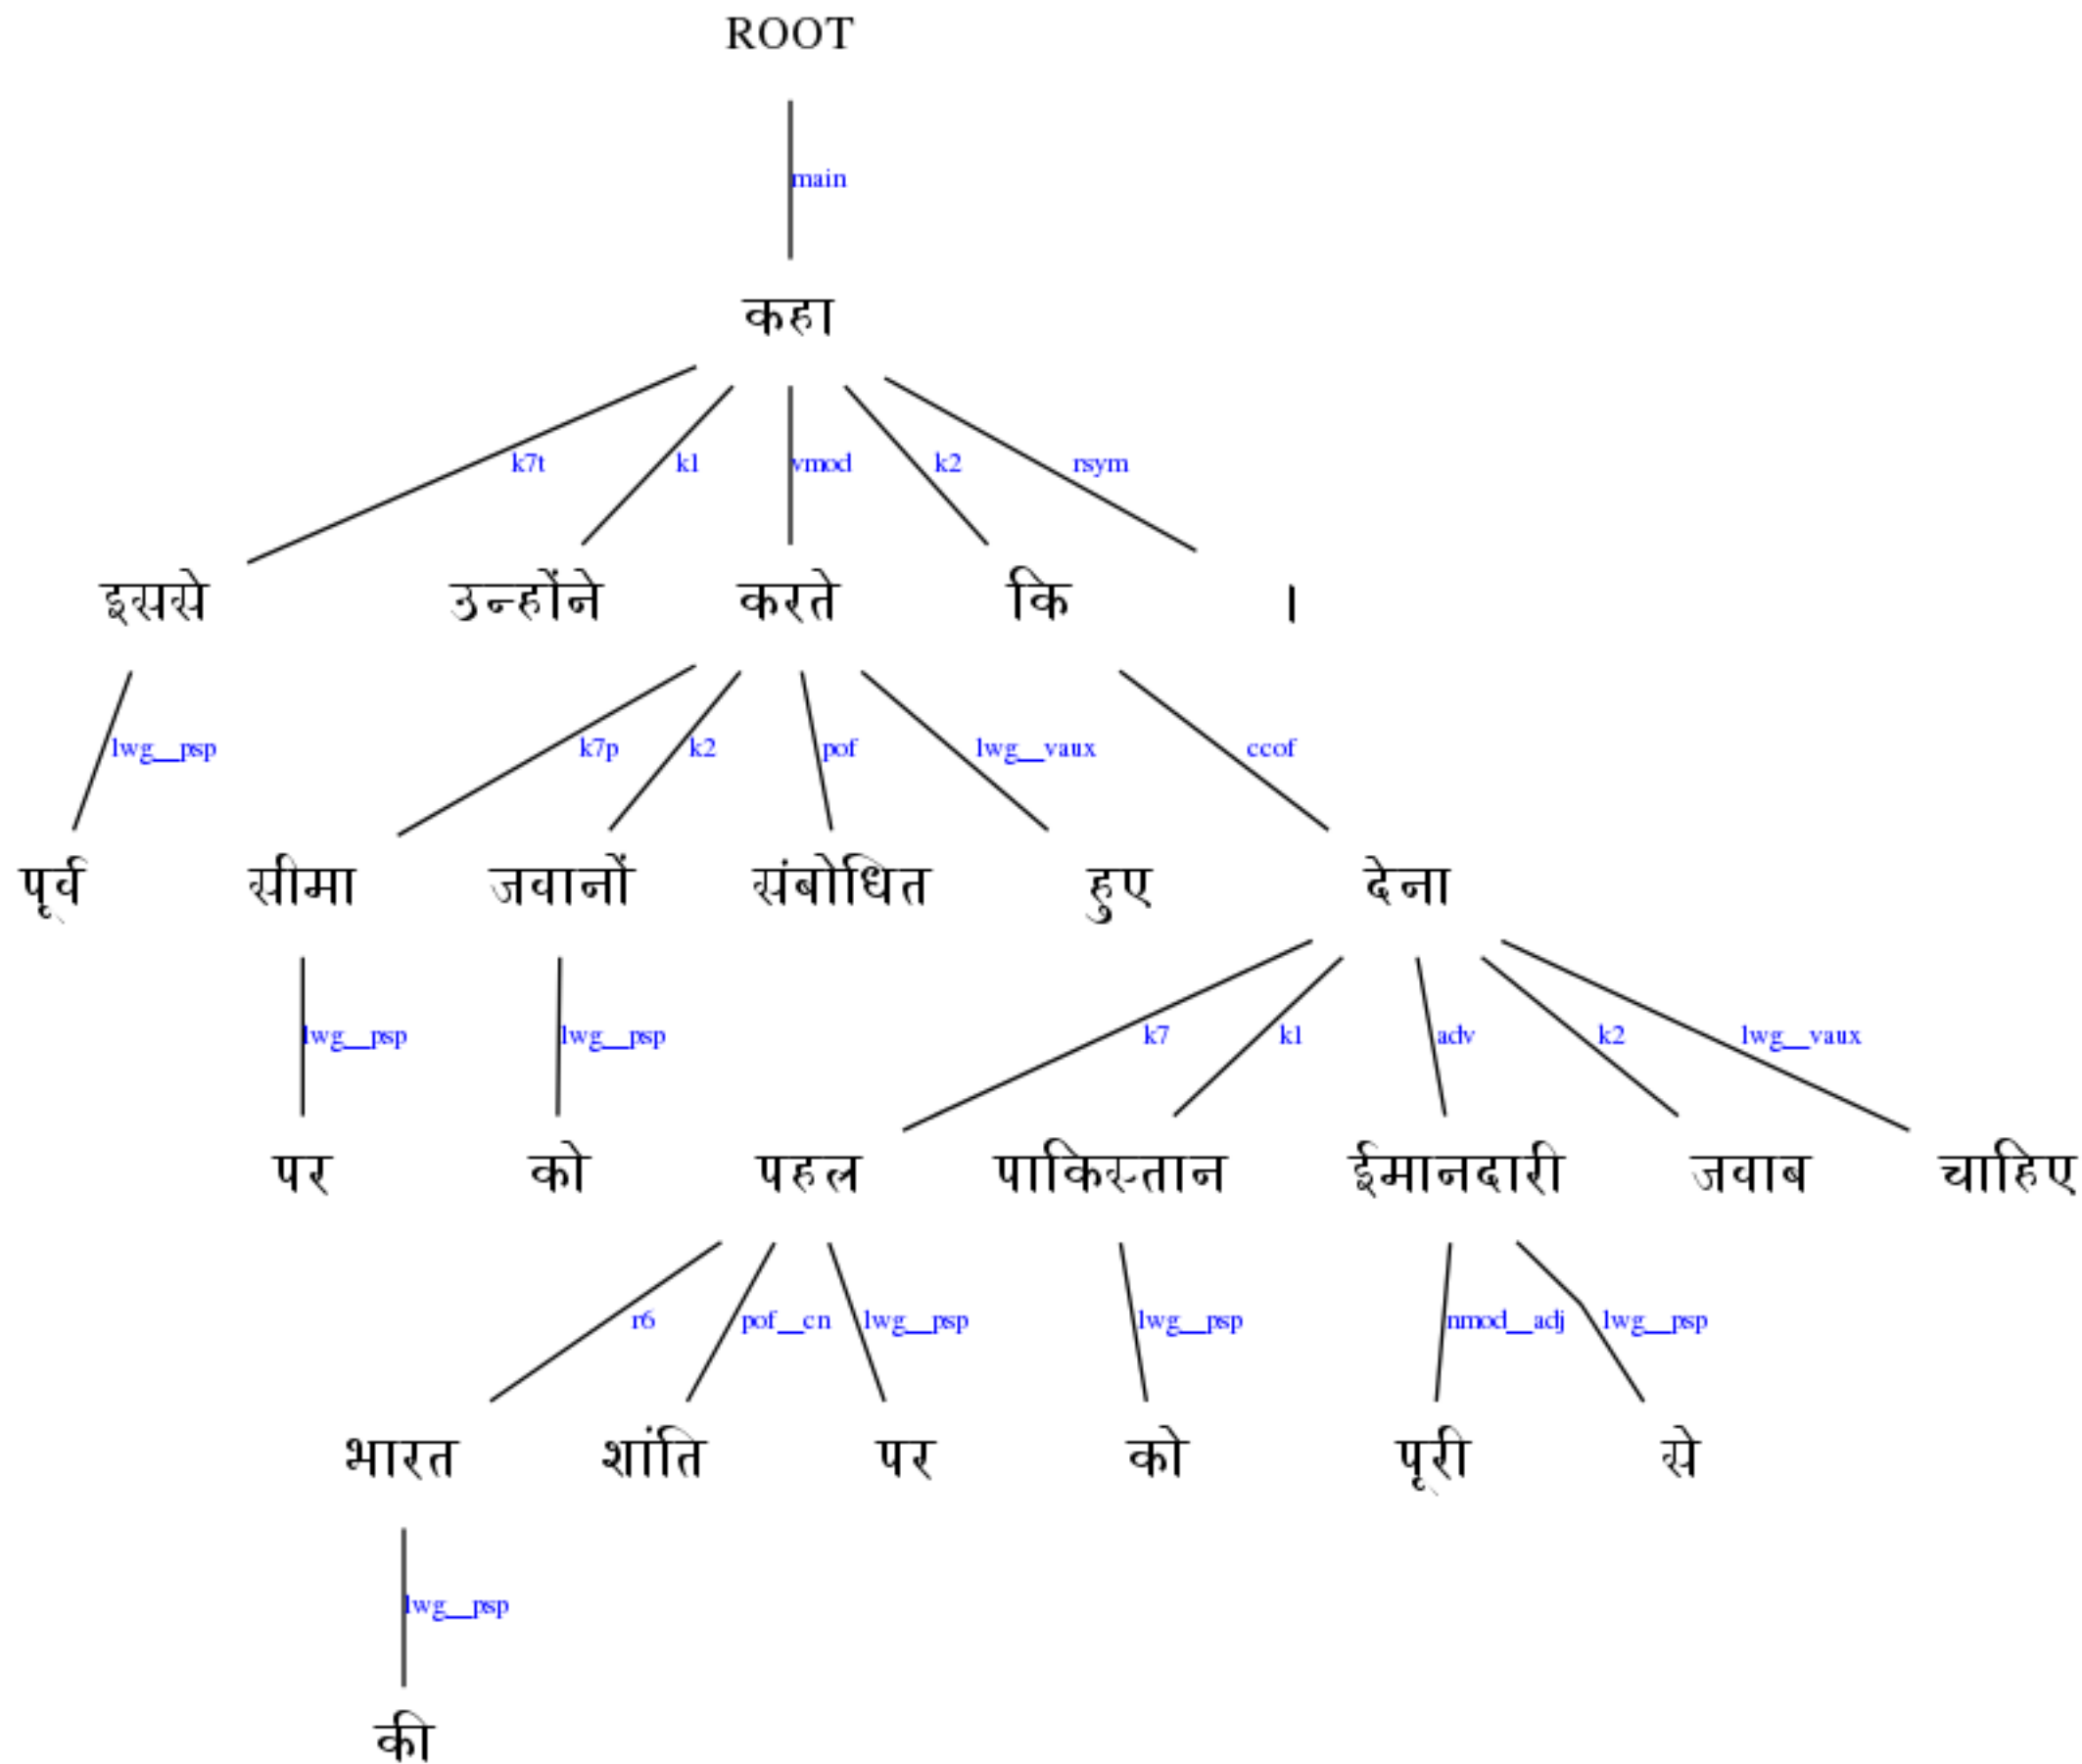 ROOT
main
कहा
k7t k1 vmod k2 rsym
इससे उन्होंने करते कि ।
lwg__psp k7p k2 pof lwg__vaux ccof
पूर्व सीमा जवानों संबोधित हुए देना
lwg__psp lwg__psp k7 k1 adv k2 lwg__vaux
पर को पहल पाकिस्तान ईमानदारी जवाब चाहिए
r6 pof__cn lwg__psp lwg__psp nmod__adj lwg__psp
भारत शांति पर को पूरी से
lwg__psp
की